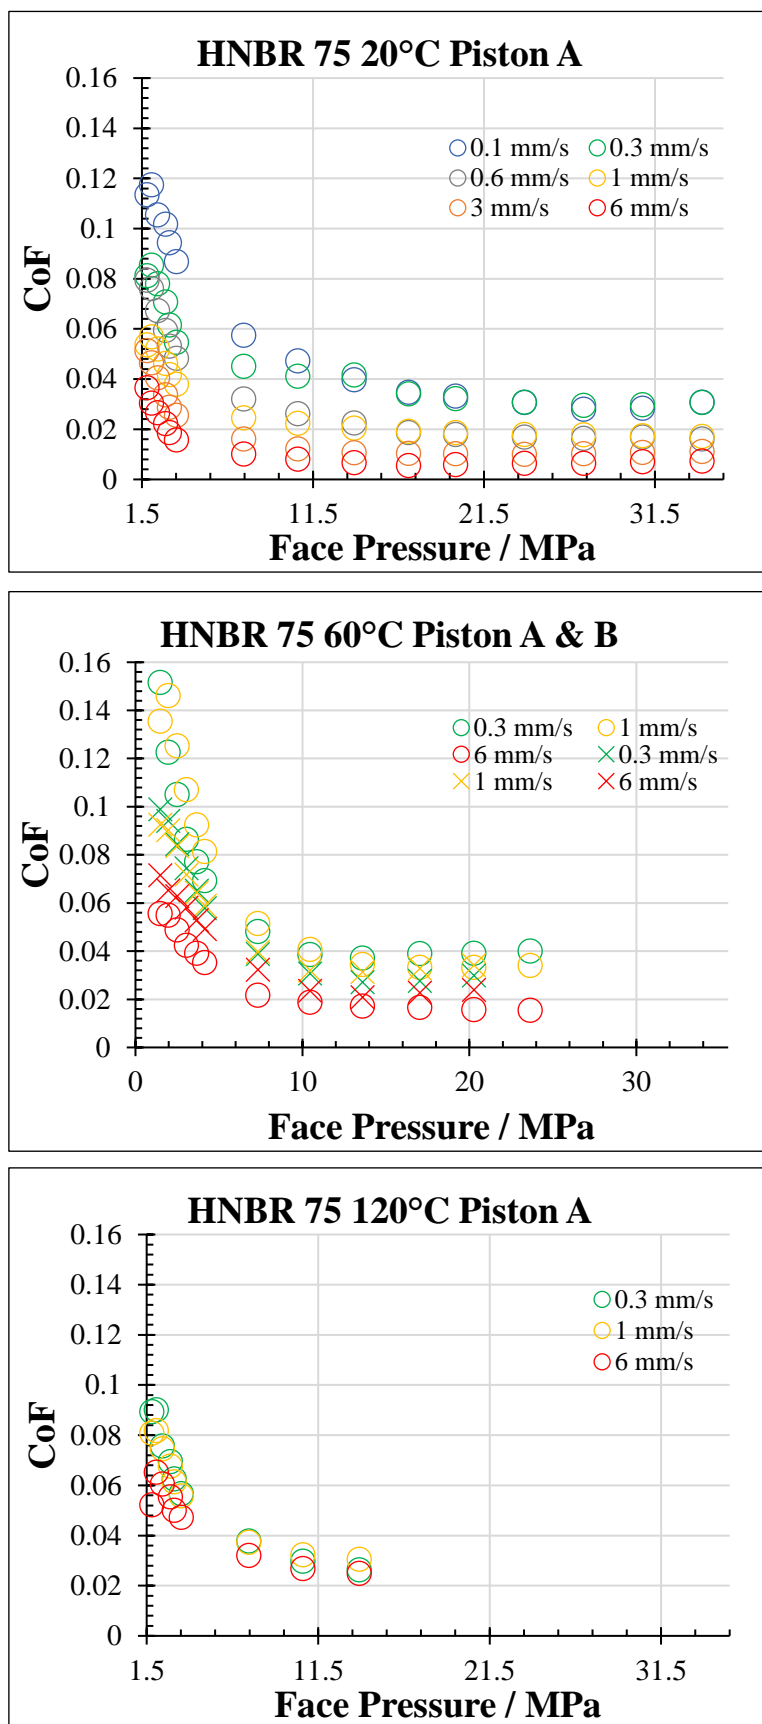 HNBR 75 20°C Piston A
0.16
0.14
0.12
0.1
0.08
0.06
0.04
0.02
0
CoF
0.1 mm/s 0.3 mm/s
0.6 mm/s 1 mm/s
3 mm/s 6 mm/s
1.5 11.5 21.5 31.5
Face Pressure / MPa
HNBR 75 60°C Piston A & B
0.16
0.14
0.12
0.1
0.08
0.06
0.04
0.02
0
CoF
0.3 mm/s 1 mm/s
6 mm/s 0.3 mm/s
1 mm/s 6 mm/s
0 10 20 30
Face Pressure / MPa
HNBR 75 120°C Piston A
0.16
0.14
0.12
0.1
0.08
0.06
0.04
0.02
0
CoF
0.3 mm/s
1 mm/s
6 mm/s
1.5 11.5 21.5 31.5
Face Pressure / MPa